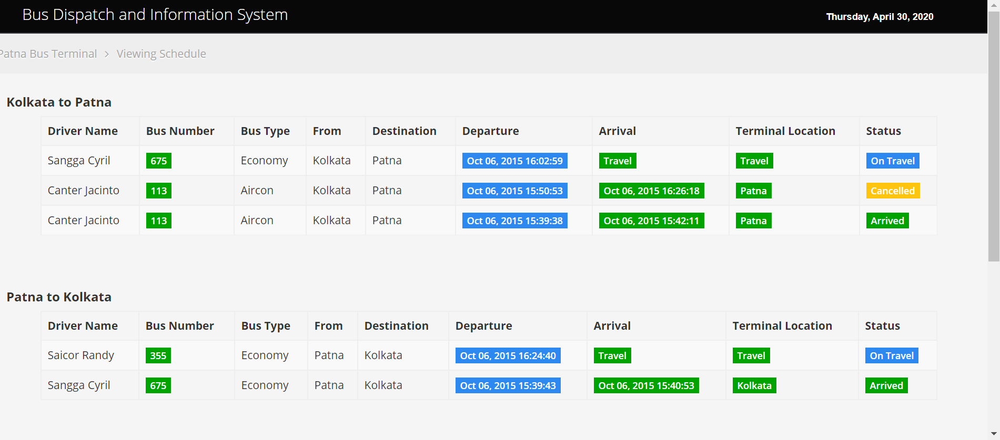 Bus Dispatch and Information System
Thursday, April 30, 2020
Patna Bus Terminal > Viewing Schedule
Kolkata to Patna
Driver Name Bus Number Bus Type From Destination Departure Arrival Terminal Location Status
Sangga Cyril 675 Economy Kolkata Patna Oct 06, 2015 16:02:59 Travel Travel On Travel
Canter Jacinto 113 Aircon Kolkata Patna Oct 06, 2015 15:50:53 Oct 06, 2015 16:26:18 Patna Cancelled
Canter Jacinto 113 Aircon Kolkata Patna Oct 06, 2015 15:39:38 Oct 06, 2015 15:42:11 Patna Arrived
Patna to Kolkata
Driver Name Bus Number Bus Type From Destination Departure Arrival Terminal Location Status
Saicor Randy 355 Economy Patna Kolkata Oct 06, 2015 16:24:40 Travel Travel On Travel
Sangga Cyril 675 Economy Patna Kolkata Oct 06, 2015 15:39:43 Oct 06, 2015 15:40:53 Kolkata Arrived